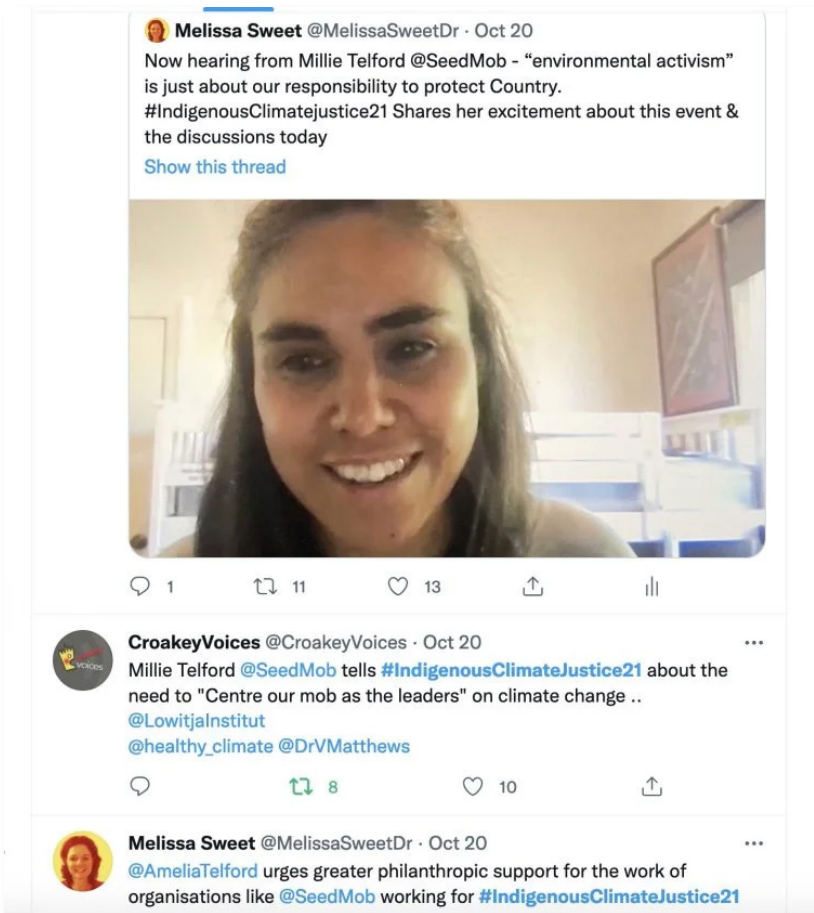 Melissa Sweet @MelissaSweetDr · Oct 20
Now hearing from Millie Telford @SeedMob - “environmental activism”
is just about our responsibility to protect Country.
#IndigenousClimatejustice21 Shares her excitement about this event &
the discussions today
Show this thread
1 11 13
CroakeyVoices @CroakeyVoices · Oct 20
Millie Telford @SeedMob tells #IndigenousClimateJustice21 about the
need to "Centre our mob as the leaders" on climate change ..
@LowitjaInstitut
@healthy_climate @DrVMatthews
8 10
Melissa Sweet @MelissaSweetDr · Oct 20
@AmeliaTelford urges greater philanthropic support for the work of
organisations like @SeedMob working for #IndigenousClimateJustice21